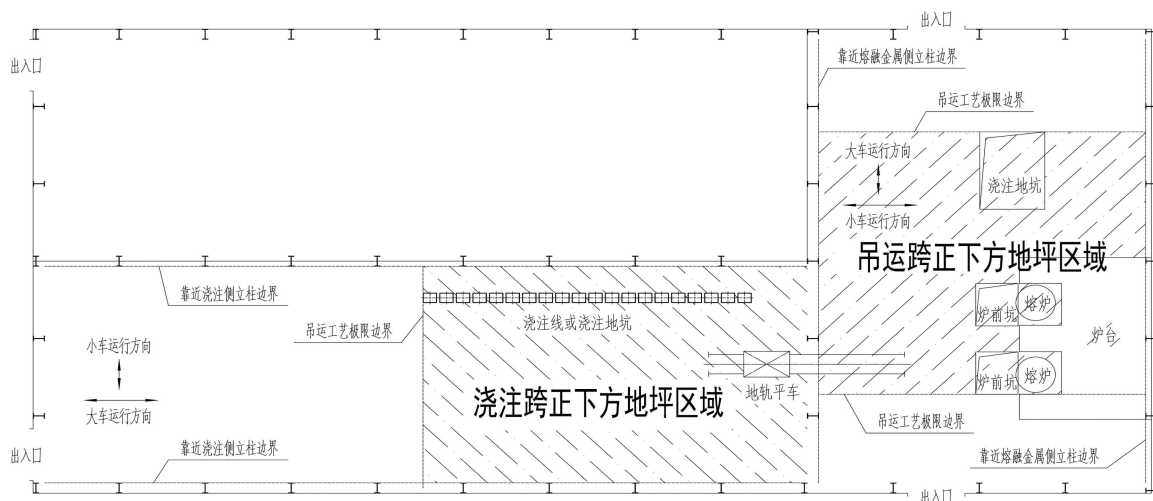 出入口
出入口
靠近熔融金属侧立柱边界
吊运工艺极限边界
大车运行方向
小车运行方向
浇注地坑
吊运跨正下方地坪区域
靠近浇注侧立柱边界
吊运工艺极限边界
浇注线或浇注地坑
炉前坑
熔炉
炉台
小车运行方向
大车运行方向
地轨平车
炉前坑
熔炉
浇注跨正下方地坪区域
吊运工艺极限边界
靠近浇注侧立柱边界
靠近熔融金属侧立柱边界
出入口
出入口